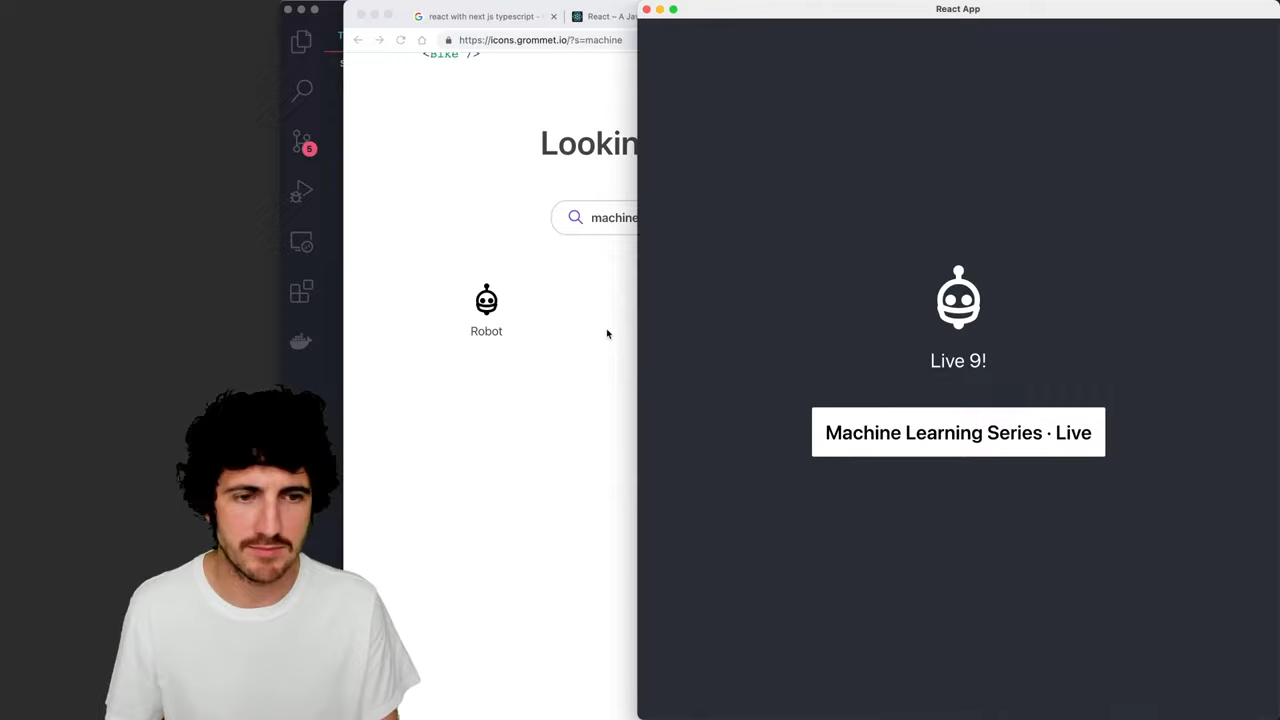 React App
react with next js typescript -
React – A Ja
https://icons.grommet.io/?s=machine
<Bike />
5
Lookin
machine
Robot
Live 9!
Machine Learning Series · Live